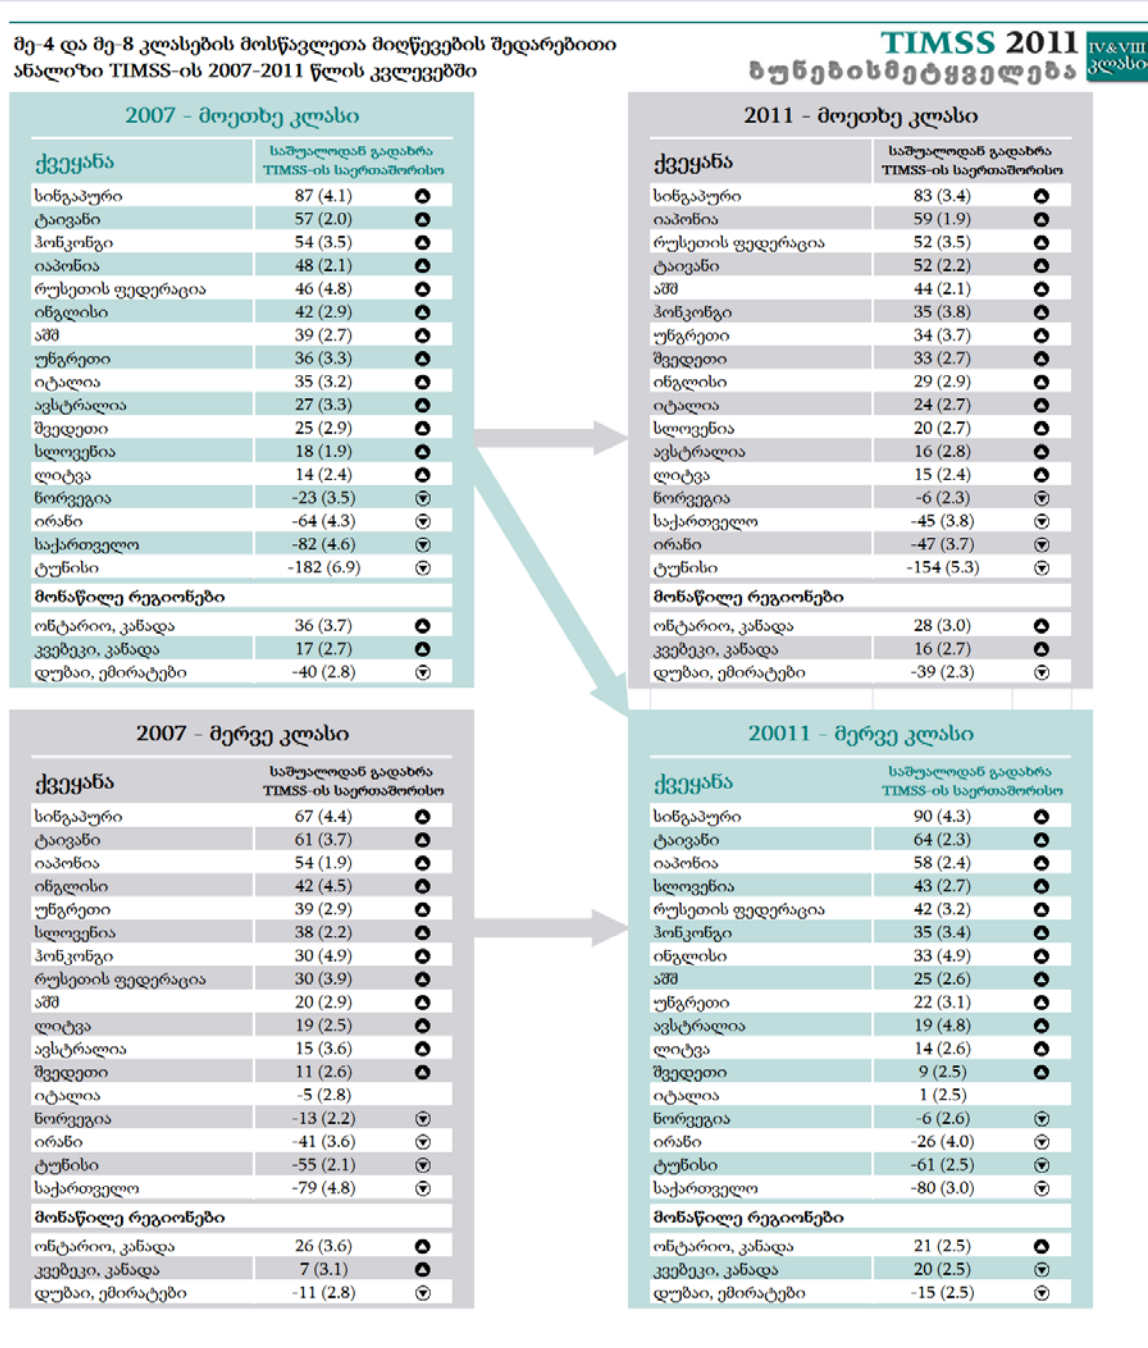 მე-4 და მე-8 კლასების მოსწავლეთა მიღწევების შედარებითი
ანალიზი TIMSS-ის 2007-2011 წლის კვლევებში
TIMSS 2011
ბუნებისმეტყველება
IV&VIII
კლასი
2007 - მოეთხე კლასი
ქვეყანა
საშუალოდან გადახრა
TIMSS-ის საერთაშორისო
სინგაპური 87 (4.1)
ტაივანი 57 (2.0)
ჰონკონგი 54 (3.5)
იაპონია 48 (2.1)
რუსეთის ფედერაცია 46 (4.8)
ინგლისი 42 (2.9)
აშშ 39 (2.7)
უნგრეთი 36 (3.3)
იტალია 35 (3.2)
ავსტრალია 27 (3.3)
შვედეთი 25 (2.9)
სლოვენია 18 (1.9)
ლიტვა 14 (2.4)
ნორვეგია -23 (3.5)
ირანი -64 (4.3)
საქართველო -82 (4.6)
ტუნისი -182 (6.9)
მონაწილე რეგიონები
ონტარიო, კანადა 36 (3.7)
კვებეკი, კანადა 17 (2.7)
დუბაი, ემირატები -40 (2.8)
2011 - მოეთხე კლასი
ქვეყანა
საშუალოდან გადახრა
TIMSS-ის საერთაშორისო
სინგაპური 83 (3.4)
იაპონია 59 (1.9)
რუსეთის ფედერაცია 52 (3.5)
ტაივანი 52 (2.2)
აშშ 44 (2.1)
ჰონკონგი 35 (3.8)
უნგრეთი 34 (3.7)
შვედეთი 33 (2.7)
ინგლისი 29 (2.9)
იტალია 24 (2.7)
სლოვენია 20 (2.7)
ავსტრალია 16 (2.8)
ლიტვა 15 (2.4)
ნორვეგია -6 (2.3)
საქართველო -45 (3.8)
ირანი -47 (3.7)
ტუნისი -154 (5.3)
მონაწილე რეგიონები
ონტარიო, კანადა 28 (3.0)
კვებეკი, კანადა 16 (2.7)
დუბაი, ემირატები -39 (2.3)
2007 - მერვე კლასი
ქვეყანა
საშუალოდან გადახრა
TIMSS-ის საერთაშორისო
სინგაპური 67 (4.4)
ტაივანი 61 (3.7)
იაპონია 54 (1.9)
ინგლისი 42 (4.5)
უნგრეთი 39 (2.9)
სლოვენია 38 (2.2)
ჰონკონგი 30 (4.9)
რუსეთის ფედერაცია 30 (3.9)
აშშ 20 (2.9)
ლიტვა 19 (2.5)
ავსტრალია 15 (3.6)
შვედეთი 11 (2.6)
იტალია -5 (2.8)
ნორვეგია -13 (2.2)
ირანი -41 (3.6)
ტუნისი -55 (2.1)
საქართველო -79 (4.8)
მონაწილე რეგიონები
ონტარიო, კანადა 26 (3.6)
კვებეკი, კანადა 7 (3.1)
დუბაი, ემირატები -11 (2.8)
20011 - მერვე კლასი
ქვეყანა
საშუალოდან გადახრა
TIMSS-ის საერთაშორისო
სინგაპური 90 (4.3)
ტაივანი 64 (2.3)
იაპონია 58 (2.4)
სლოვენია 43 (2.7)
რუსეთის ფედერაცია 42 (3.2)
ჰონკონგი 35 (3.4)
ინგლისი 33 (4.9)
აშშ 25 (2.6)
უნგრეთი 22 (3.1)
ავსტრალია 19 (4.8)
ლიტვა 14 (2.6)
შვედეთი 9 (2.5)
იტალია 1 (2.5)
ნორვეგია -6 (2.6)
ირანი -26 (4.0)
ტუნისი -61 (2.5)
საქართველო -80 (3.0)
მონაწილე რეგიონები
ონტარიო, კანადა 21 (2.5)
კვებეკი, კანადა 20 (2.5)
დუბაი, ემირატები -15 (2.5)